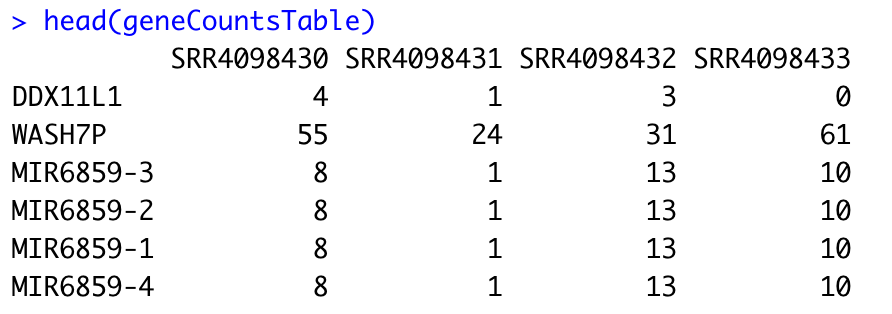 > head(geneCountsTable)
         SRR4098430 SRR4098431 SRR4098432 SRR4098433
DDX11L1           4          1          3          0
WASH7P           55         24         31         61
MIR6859-3         8          1         13         10
MIR6859-2         8          1         13         10
MIR6859-1         8          1         13         10
MIR6859-4         8          1         13         10